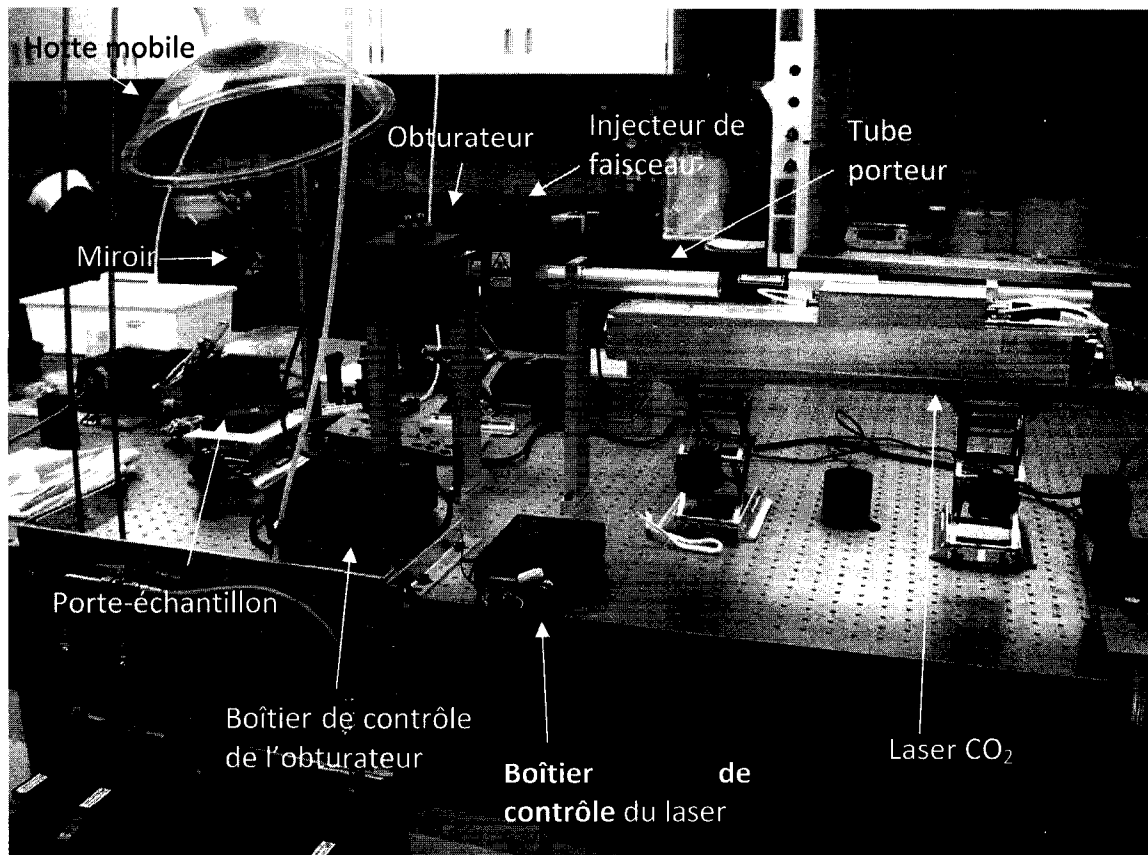 Hotte mobile
Obturateur
Injecteur de
faisceau
Tube
porteur
Miroir
Porte-échantillon
Boîtier de contrôle
de l'obturateur
Boîtier de
contrôle du laser
Laser CO₂